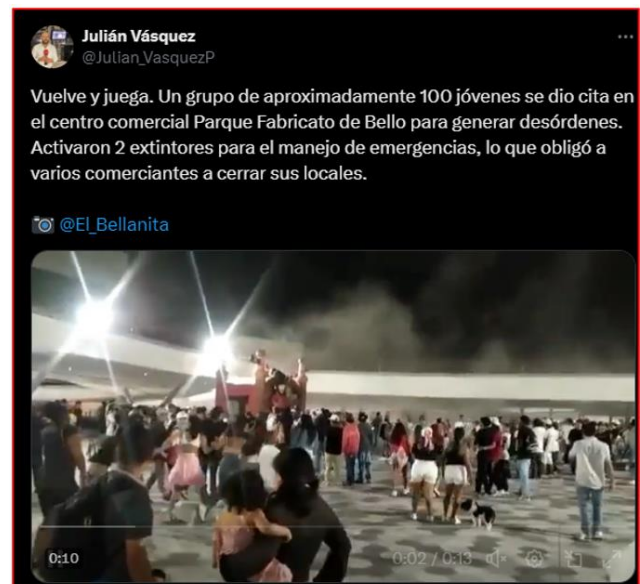 Julián Vásquez
@Julian_VasquezP
Vuelve y juega. Un grupo de aproximadamente 100 jóvenes se dio cita en
el centro comercial Parque Fabricato de Bello para generar desórdenes.
Activaron 2 extintores para el manejo de emergencias, lo que obligó a
varios comerciantes a cerrar sus locales.
@El_Bellanita
0:10
0:02 / 0:13